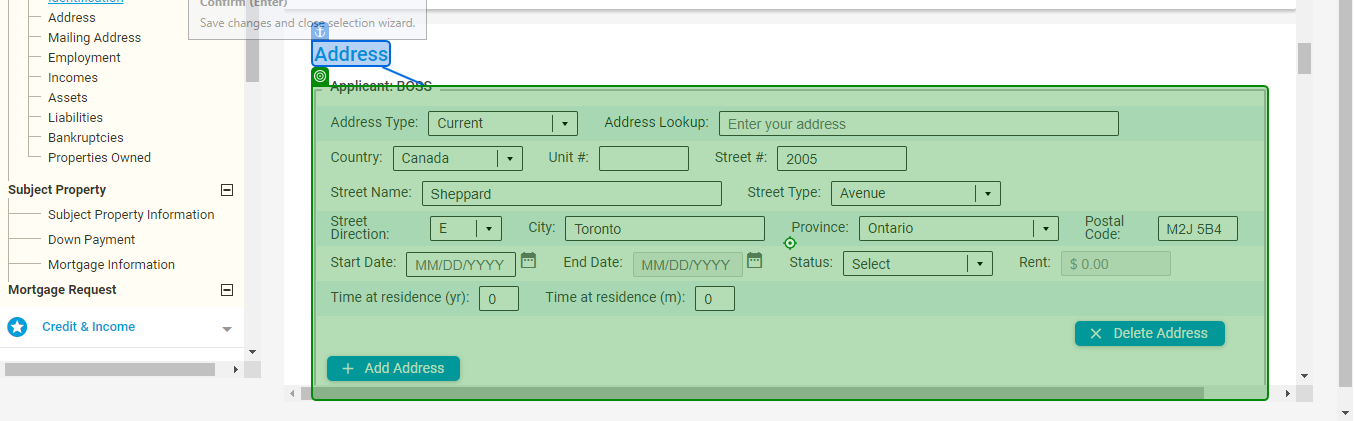 Identification
Address
Mailing Address
Employment
Incomes
Assets
Liabilities
Bankruptcies
Properties Owned
Subject Property
Subject Property Information
Down Payment
Mortgage Information
Mortgage Request
Credit & Income
Confirm (Enter)
Save changes and close selection wizard.
Address
Applicant: BOSS
Address Type: Current Address Lookup: Enter your address
Country: Canada Unit #: Street #: 2005
Street Name: Sheppard Street Type: Avenue
Street Direction: E City: Toronto Province: Ontario Postal Code: M2J 5B4
Start Date: MM/DD/YYYY End Date: MM/DD/YYYY Status: Select Rent: $ 0.00
Time at residence (yr): 0 Time at residence (m): 0
Delete Address
Add Address